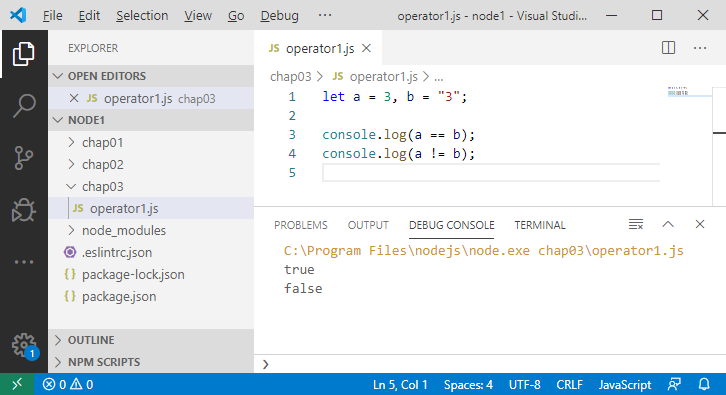 File Edit Selection View Go Debug ··· operator1.js - node1 - Visual Studi...
EXPLORER
OPEN EDITORS
JS operator1.js chap03
NODE1
chap01
chap02
chap03
JS operator1.js
node_modules
.eslintrc.json
{} package-lock.json
{} package.json
OUTLINE
NPM SCRIPTS
1
JS operator1.js
chap03 > JS operator1.js > ...
1 let a = 3, b = "3";
2
3 console.log(a == b);
4 console.log(a != b);
5
PROBLEMS OUTPUT DEBUG CONSOLE TERMINAL
C:\Program Files\nodejs\node.exe chap03\operator1.js
true
false
0 0 Ln 5, Col 1 Spaces: 4 UTF-8 CRLF JavaScript